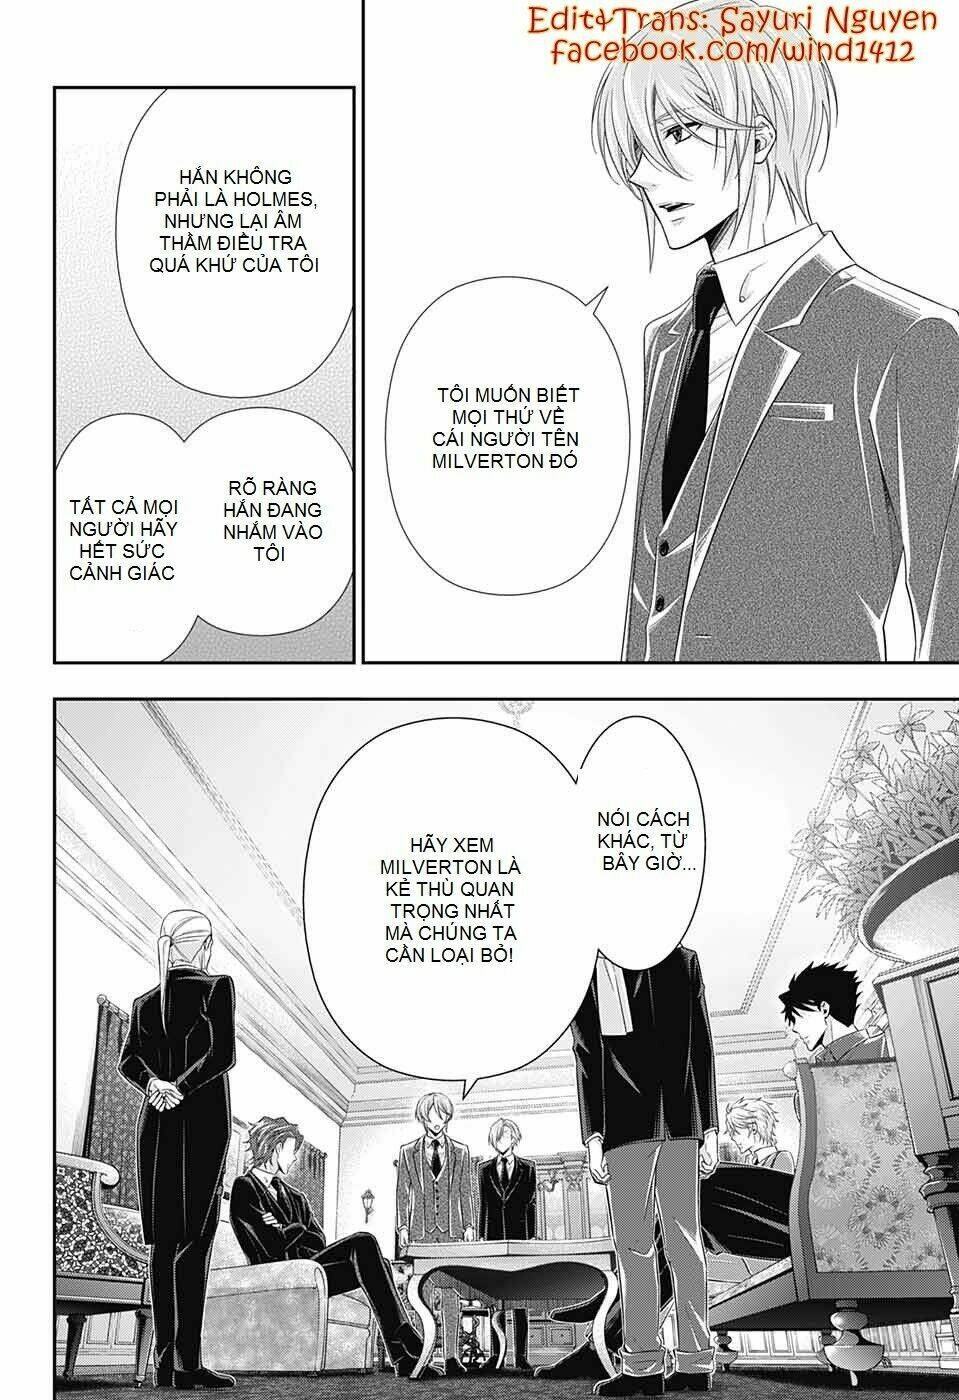 Edit&Trans: Sayuri Nguyen
facebook.com/wind1412
TÔI MUỐN BIẾT
MỌI THỨ VỀ
CÁI NGƯỜI TÊN
MILVERTON ĐÓ
HẮN KHÔNG
PHẢI LÀ HOLMES,
NHƯNG LẠI ÂM
THẦM ĐIỀU TRA
QUÁ KHỨ CỦA TÔI
RÕ RÀNG
HẮN ĐANG
NHẮM VÀO
TÔI
TẤT CẢ MỌI
NGƯỜI HÃY
HẾT SỨC
CẢNH GIÁC
NÓI CÁCH
KHÁC, TỪ
BÂY GIỜ...
HÃY XEM
MILVERTON LÀ
KẺ THÙ QUAN
TRỌNG NHẤT
MÀ CHÚNG TA
CẦN LOẠI BỎ!